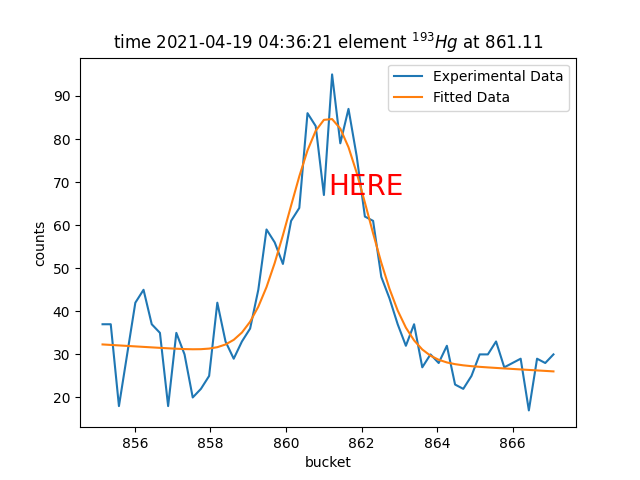 time 2021-04-19 04:36:21 element ¹⁹³Hg at 861.11
Experimental Data
Fitted Data
90
80
70
60
50
40
30
20
HERE
counts
856 858 860 862 864 866
bucket